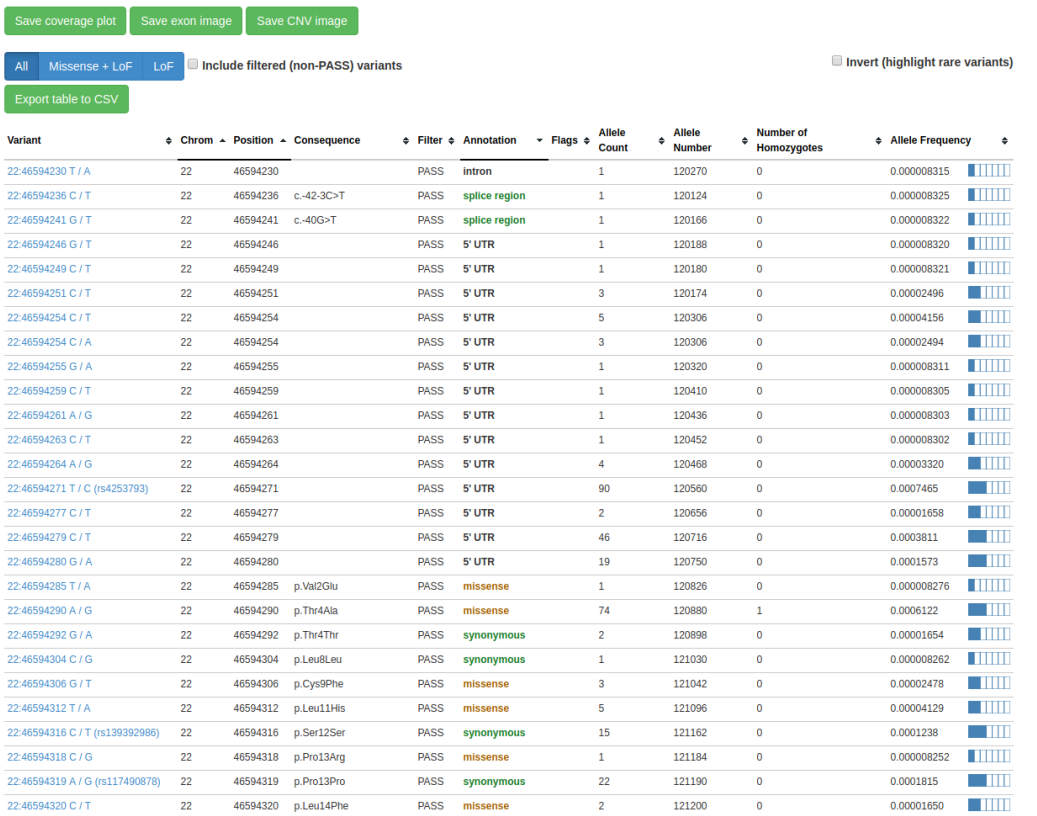 Save coverage plot Save exon image Save CNV image
All Missense + LoF LoF Include filtered (non-PASS) variants Invert (highlight rare variants)
Export table to CSV
Variant Chrom Position Consequence Filter Annotation Flags Allele Count Allele Number Number of Homozygotes Allele Frequency
22:46594230 T / A 22 46594230 PASS intron 1 120270 0 0.000008315
22:46594236 C / T 22 46594236 c.-42-3C>T PASS splice region 1 120124 0 0.000008325
22:46594241 G / T 22 46594241 c.-40G>T PASS splice region 1 120166 0 0.000008322
22:46594246 G / T 22 46594246 PASS 5' UTR 1 120188 0 0.000008320
22:46594249 C / T 22 46594249 PASS 5' UTR 1 120180 0 0.000008321
22:46594251 C / T 22 46594251 PASS 5' UTR 3 120174 0 0.00002496
22:46594254 C / T 22 46594254 PASS 5' UTR 5 120306 0 0.00004156
22:46594254 C / A 22 46594254 PASS 5' UTR 3 120306 0 0.00002494
22:46594255 G / A 22 46594255 PASS 5' UTR 1 120320 0 0.000008311
22:46594259 C / T 22 46594259 PASS 5' UTR 1 120410 0 0.000008305
22:46594261 A / G 22 46594261 PASS 5' UTR 1 120436 0 0.000008303
22:46594263 C / T 22 46594263 PASS 5' UTR 1 120452 0 0.000008302
22:46594264 A / G 22 46594264 PASS 5' UTR 4 120468 0 0.00003320
22:46594271 T / C (rs4253793) 22 46594271 PASS 5' UTR 90 120560 0 0.0007465
22:46594277 C / T 22 46594277 PASS 5' UTR 2 120656 0 0.00001658
22:46594279 C / T 22 46594279 PASS 5' UTR 46 120716 0 0.0003811
22:46594280 G / A 22 46594280 PASS 5' UTR 19 120750 0 0.0001573
22:46594285 T / A 22 46594285 p.Val2Glu PASS missense 1 120826 0 0.000008276
22:46594290 A / G 22 46594290 p.Thr4Ala PASS missense 74 120880 1 0.0006122
22:46594292 G / A 22 46594292 p.Thr4Thr PASS synonymous 2 120898 0 0.00001654
22:46594304 C / G 22 46594304 p.Leu8Leu PASS synonymous 1 121030 0 0.000008262
22:46594306 G / T 22 46594306 p.Cys9Phe PASS missense 3 121042 0 0.00002478
22:46594312 T / A 22 46594312 p.Leu11His PASS missense 5 121096 0 0.00004129
22:46594316 C / T (rs139392986) 22 46594316 p.Ser12Ser PASS synonymous 15 121162 0 0.0001238
22:46594318 C / G 22 46594318 p.Pro13Arg PASS missense 1 121184 0 0.000008252
22:46594319 A / G (rs117490878) 22 46594319 p.Pro13Pro PASS synonymous 22 121190 0 0.0001815
22:46594320 C / T 22 46594320 p.Leu14Phe PASS missense 2 121200 0 0.00001650